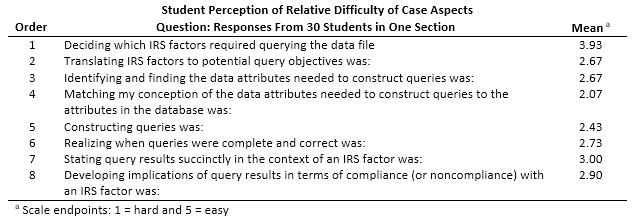 Student Perception of Relative Difficulty of Case Aspects
Order Question: Responses From 30 Students in One Section Mean a
1 Deciding which IRS factors required querying the data file 3.93
2 Translating IRS factors to potential query objectives was: 2.67
3 Identifying and finding the data attributes needed to construct queries was: 2.67
4 Matching my conception of the data attributes needed to construct queries to the 2.07
attributes in the database was:
5 Constructing queries was: 2.43
6 Realizing when queries were complete and correct was: 2.73
7 Stating query results succinctly in the context of an IRS factor was: 3.00
8 Developing implications of query results in terms of compliance (or noncompliance) with 2.90
an IRS factor was:
a Scale endpoints: 1 = hard and 5 = easy